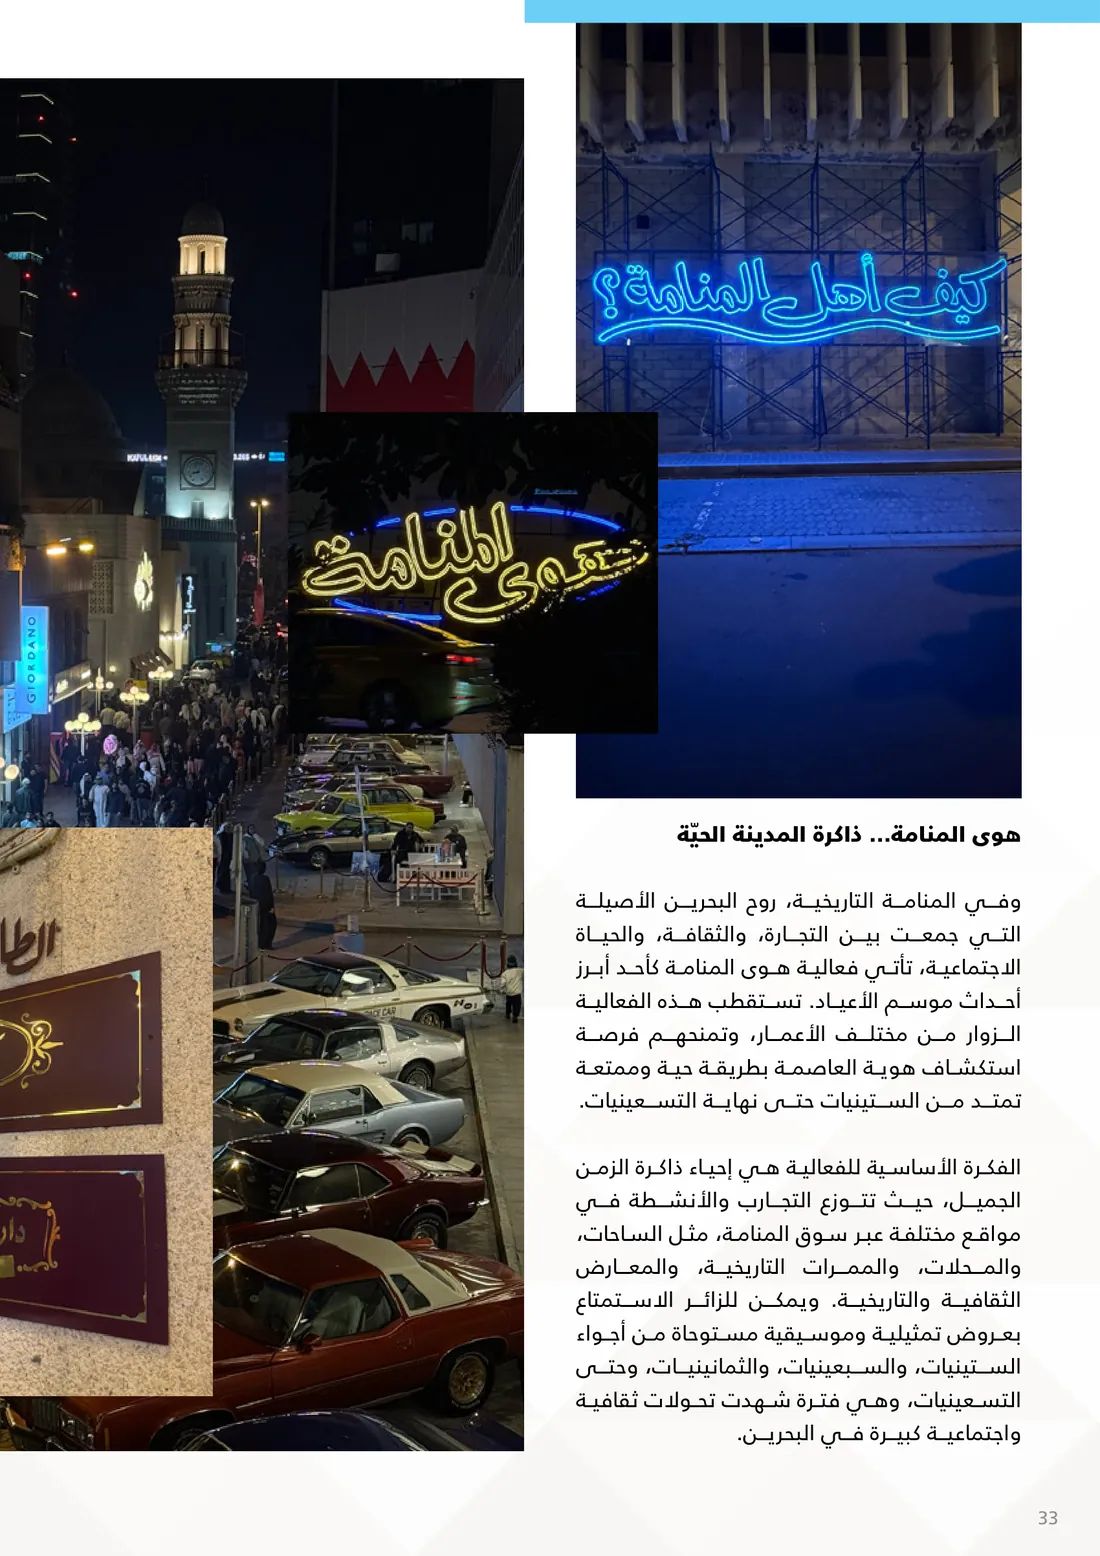 كيف أهل المنامة؟
هوى المنامة
GIORDANO
RACE CAR
الطا
دار
هوى المنامة... ذاكرة المدينة الحيّة
وفي المنامة التاريخية، روح البحرين الأصيلة
التي جمعت بين التجارة، والثقافة، والحياة
الاجتماعية، تأتي فعالية هوى المنامة كأحد أبرز
أحداث موسم الأعياد. تستقطب هذه الفعالية
الزوار من مختلف الأعمار، وتمنحهم فرصة
استكشاف هوية العاصمة بطريقة حية وممتعة
تمتد من الستينيات حتى نهاية التسعينيات.
الفكرة الأساسية للفعالية هي إحياء ذاكرة الزمن
الجميل، حيث تتوزع التجارب والأنشطة في
مواقع مختلفة عبر سوق المنامة، مثل الساحات،
والمحلات، والممرات التاريخية، والمعارض
الثقافية والتاريخية. ويمكن للزائر الاستمتاع
بعروض تمثيلية وموسيقية مستوحاة من أجواء
الستينيات، والسبعينيات، والثمانينيات، وحتى
التسعينيات، وهي فترة شهدت تحولات ثقافية
واجتماعية كبيرة في البحرين.
33